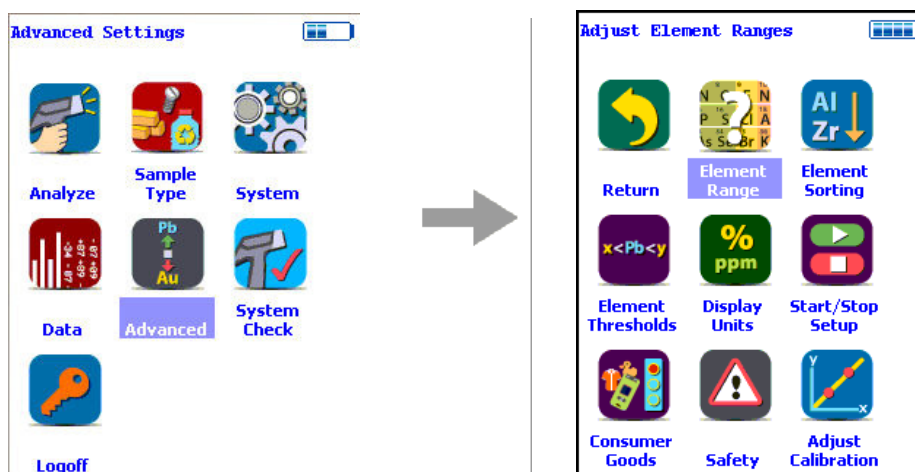 Advanced Settings
Analyze
Sample
Type
System
Pb
Au
Data
Advanced
System
Check
Logoff
Adjust Element Ranges
Return
Element
Range
Al
Zr
Element
Sorting
x<Pb<y
Element
Thresholds
%
ppm
Display
Units
Start/Stop
Setup
Consumer
Goods
Safety
y
x
Adjust
Calibration